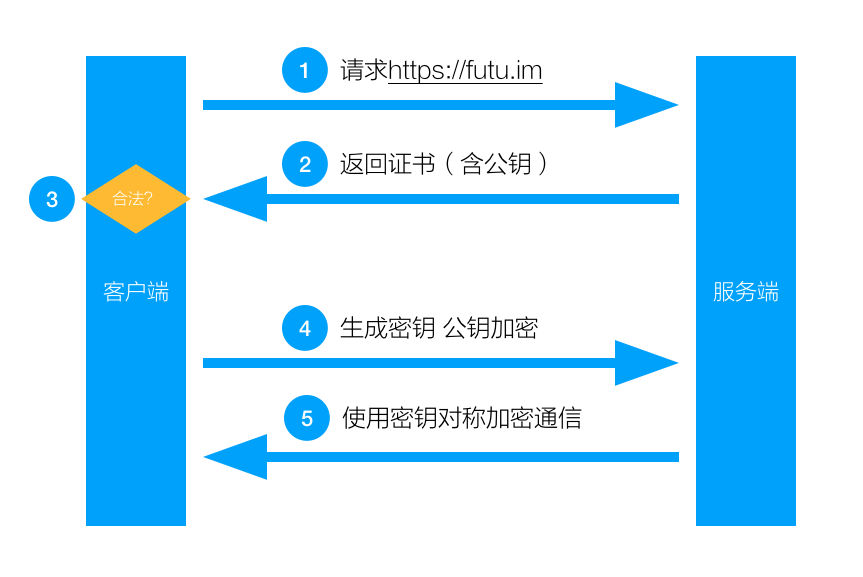 1 请求https://futu.im
2 返回证书（含公钥）
3 合法?
客户端
服务端
4 生成密钥 公钥加密
5 使用密钥对称加密通信